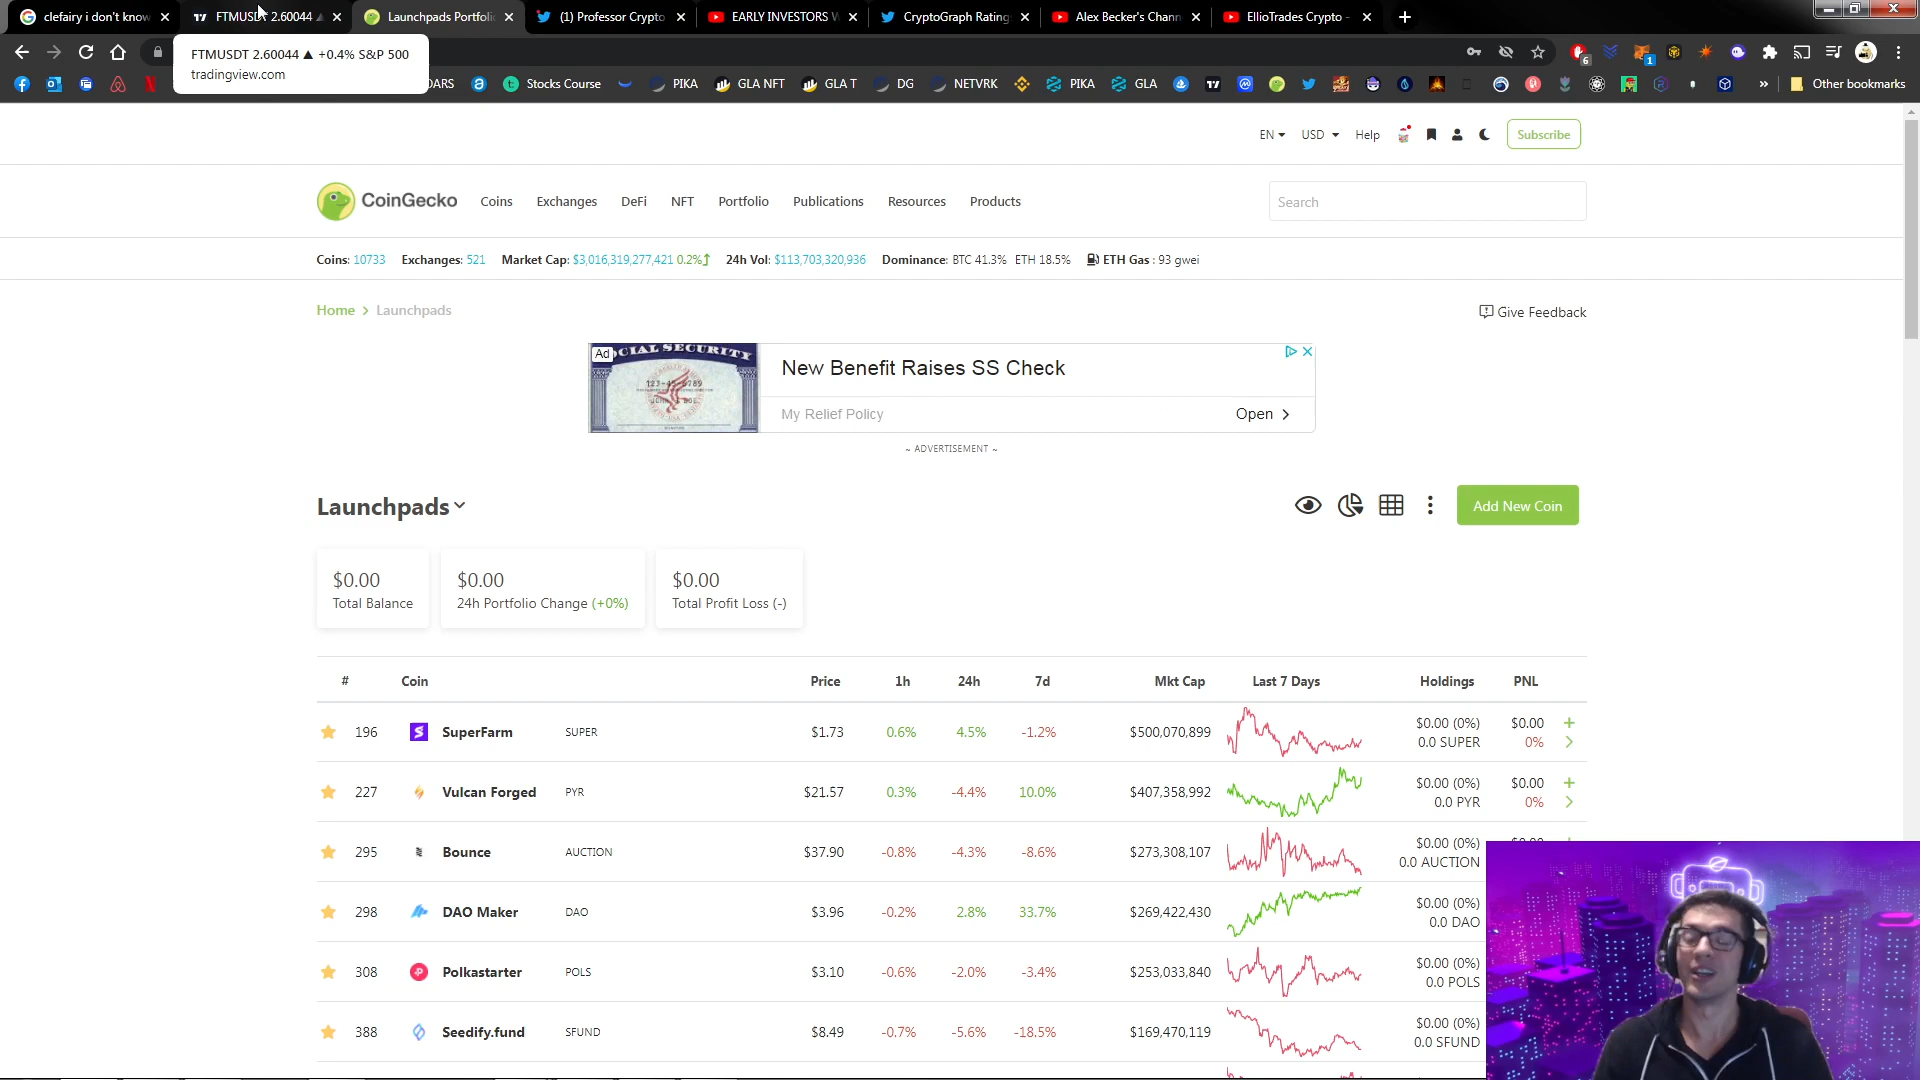 clefairy i don't know
FTMUSDT 2.60044
Launchpads Portfoli
(1) Professor Crypto
EARLY INVESTORS W
CryptoGraph Rating
Alex Becker's Chann
EllioTrades Crypto -
FTMUSDT 2.60044 ▲ +0.4% S&P 500
tradingview.com
6
1
OARS
Stocks Course
PIKA
GLA NFT
GLA T
DG
NETVRK
PIKA
GLA
»
Other bookmarks
EN
USD
Help
Subscribe
CoinGecko
Coins
Exchanges
DeFi
NFT
Portfolio
Publications
Resources
Products
Search
Coins: 10733
Exchanges: 521
Market Cap: $3,016,319,277,421 0.2%
24h Vol: $113,703,320,936
Dominance: BTC 41.3% ETH 18.5%
ETH Gas : 93 gwei
Home > Launchpads
Give Feedback
Ad
SOCIAL SECURITY
New Benefit Raises SS Check
My Relief Policy
Open >
~ ADVERTISEMENT ~
Launchpads
Add New Coin
$0.00
Total Balance
$0.00
24h Portfolio Change (+0%)
$0.00
Total Profit Loss (-)
# Coin Price 1h 24h 7d Mkt Cap Last 7 Days Holdings PNL
196 SuperFarm SUPER $1.73 0.6% 4.5% -1.2% $500,070,899 $0.00 (0%) $0.00 +
0.0 SUPER 0% >
227 Vulcan Forged PYR $21.57 0.3% -4.4% 10.0% $407,358,992 $0.00 (0%) $0.00 +
0.0 PYR 0% >
295 Bounce AUCTION $37.90 -0.8% -4.3% -8.6% $273,308,107 $0.00 (0%)
0.0 AUCTION
298 DAO Maker DAO $3.96 -0.2% 2.8% 33.7% $269,422,430 $0.00 (0%)
0.0 DAO
308 Polkastarter POLS $3.10 -0.6% -2.0% -3.4% $253,033,840 $0.00 (0%)
0.0 POLS
388 Seedify.fund SFUND $8.49 -0.7% -5.6% -18.5% $169,470,119 $0.00 (0%)
0.0 SFUND